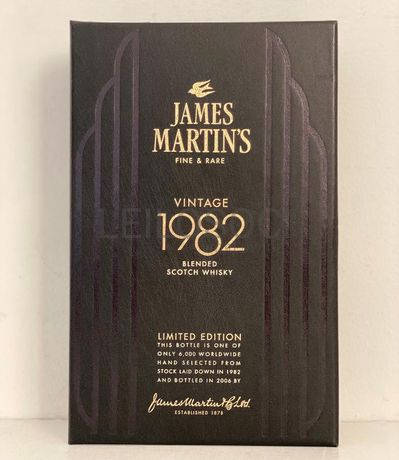 JAMES
MARTIN'S
FINE & RARE
VINTAGE
1982
BLENDED
SCOTCH WHISKY
LIMITED EDITION
THIS BOTTLE IS ONE OF
ONLY 6,000 WORLDWIDE
HAND SELECTED FROM
STOCK LAID DOWN IN 1982
AND BOTTLED IN 2006 BY
James Martin & Co Ltd.
ESTABLISHED 1878